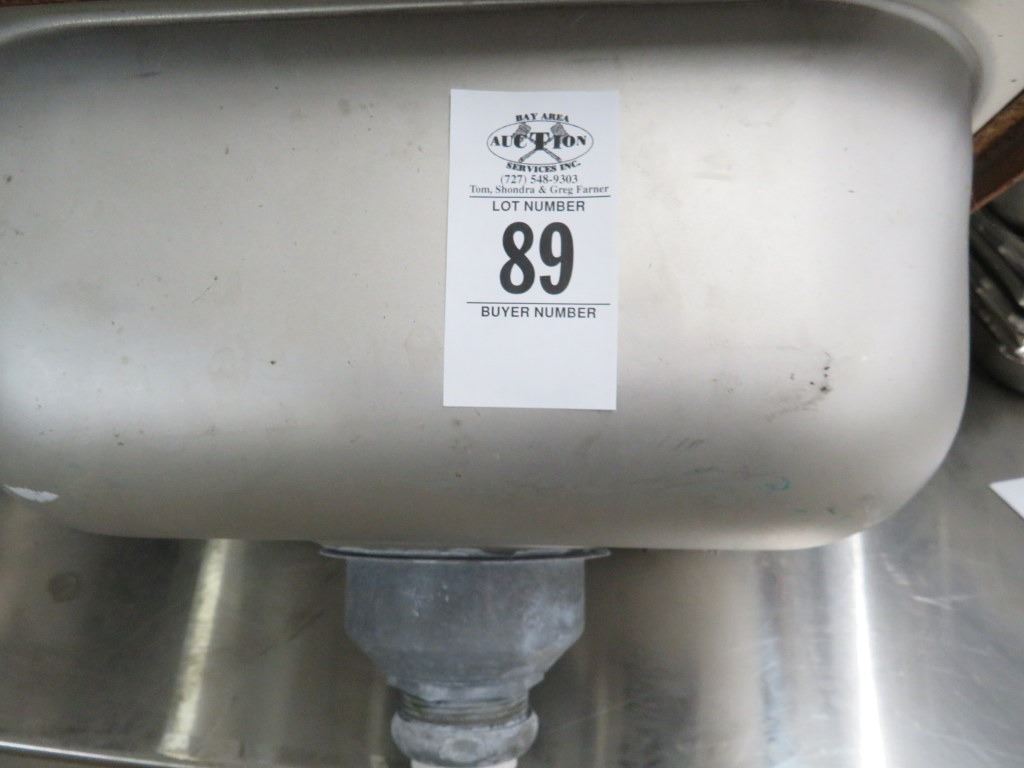 BAY AREA
AUCTION
SERVICES INC.
(727) 548-9303
Tom, Shondra & Greg Farner
LOT NUMBER
89
BUYER NUMBER